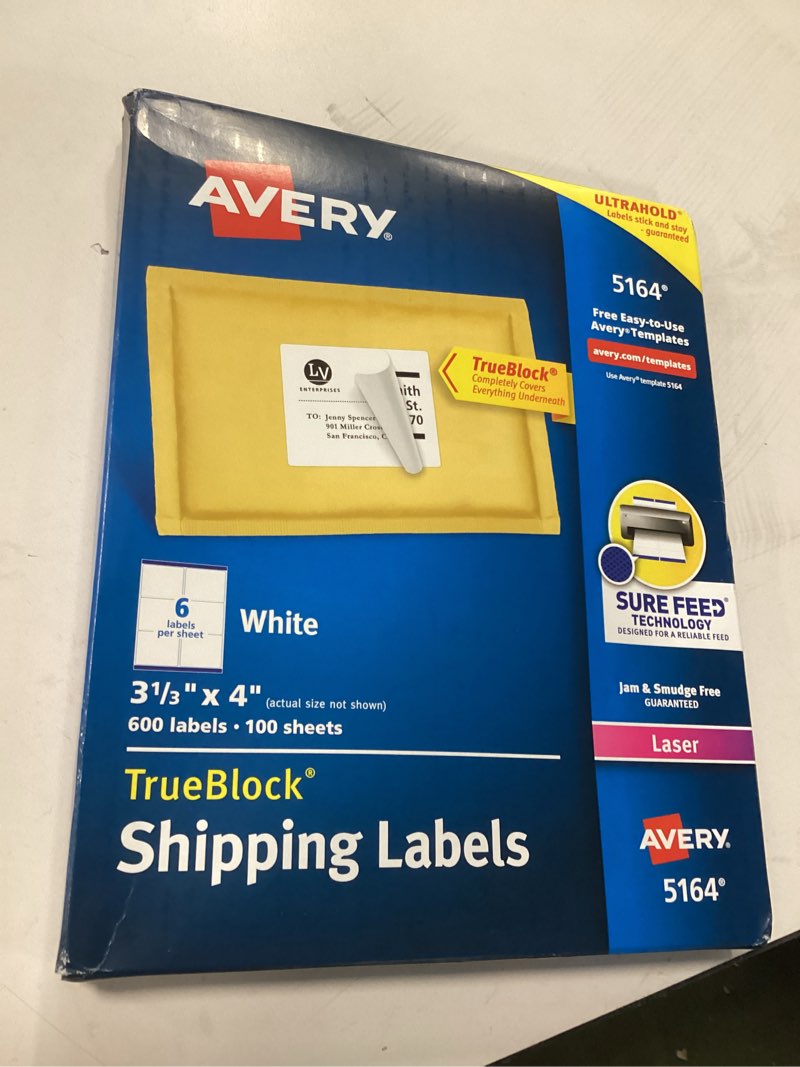 AVERY®
ULTRAHOLD®
Labels stick and stay
- guaranteed
5164®
Free Easy-to-Use
Avery® Templates
avery.com/templates
Use Avery® template 5164
LV
ENTERPRISES
TO: Jenny Spencer
901 Miller
San Francisco,
ith
St.
70
TrueBlock®
Completely Covers
Everything Underneath
6
labels
per sheet
White
3 1/3" x 4" (actual size not shown)
600 labels • 100 sheets
TrueBlock®
Shipping Labels
SURE FEED®
TECHNOLOGY
DESIGNED FOR A RELIABLE FEED
Jam & Smudge Free
GUARANTEED
Laser
AVERY®
5164®